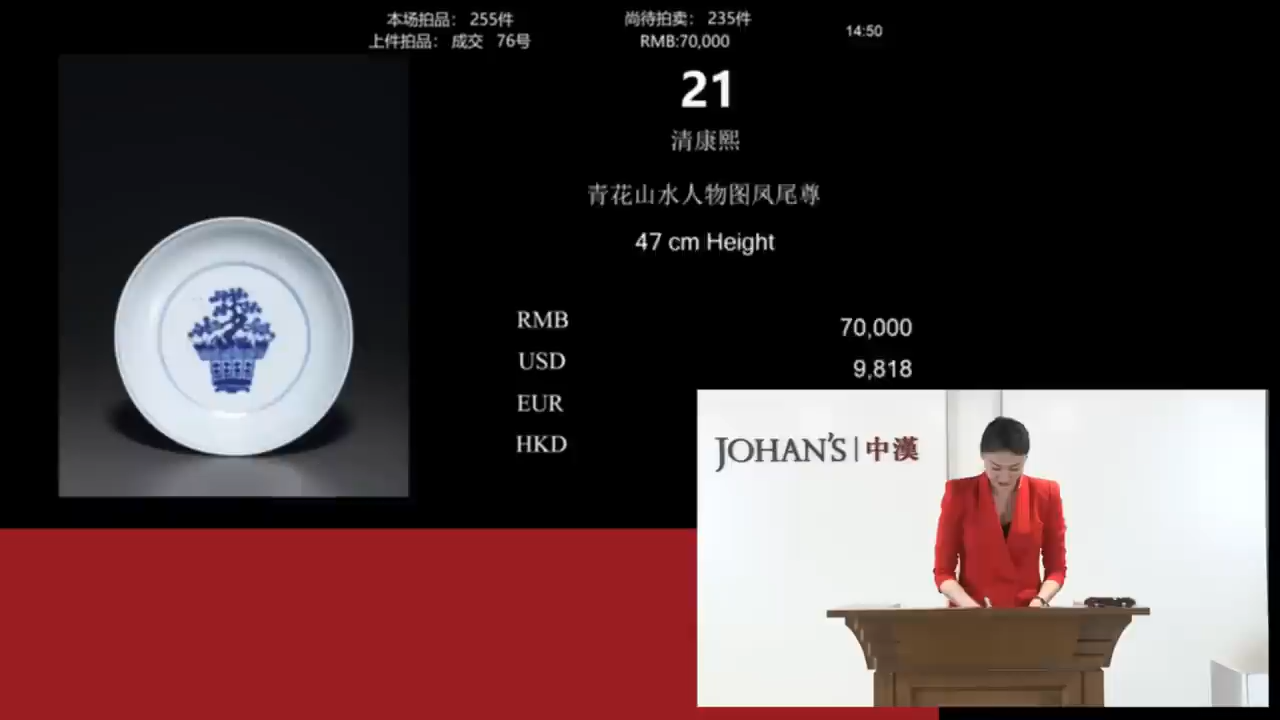 本场拍品： 255件
尚待拍卖： 235件
上件拍品： 成交 76号
RMB:70,000
14:50
21
清康熙
青花山水人物图凤尾尊
47 cm Height
RMB 70,000
USD 9,818
EUR
HKD
JOHAN'S | 中漢